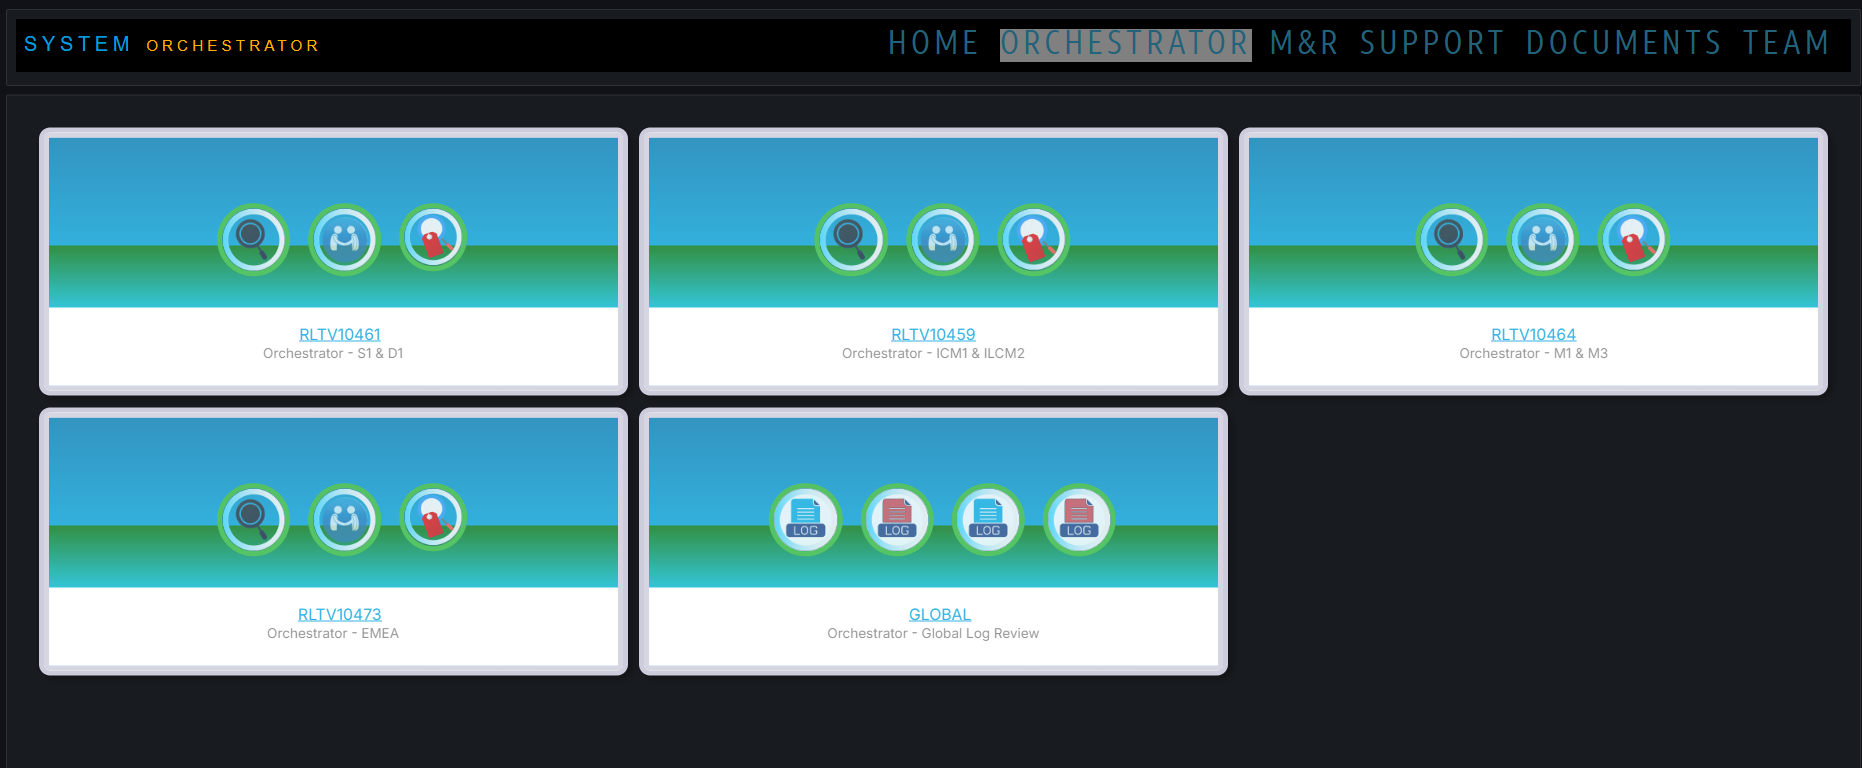 SYSTEM ORCHESTRATOR
HOME ORCHESTRATOR M&R SUPPORT DOCUMENTS TEAM
RLTV10461
Orchestrator - S1 & D1
RLTV10459
Orchestrator - ICM1 & ILCM2
RLTV10464
Orchestrator - M1 & M3
RLTV10473
Orchestrator - EMEA
LOG
LOG
LOG
LOG
GLOBAL
Orchestrator - Global Log Review